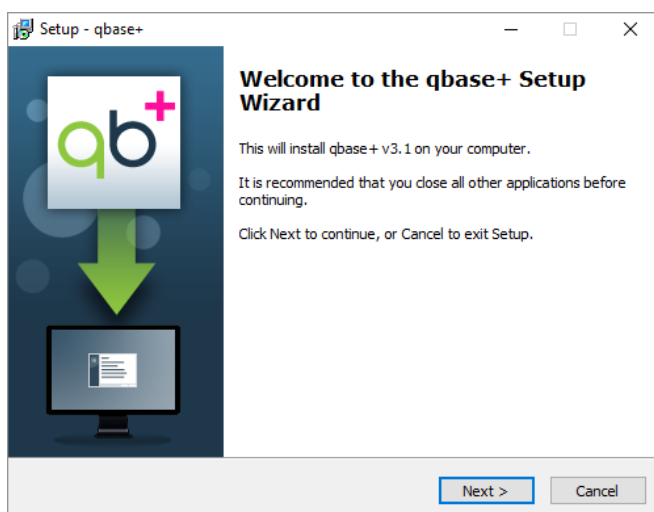 Setup - qbase+
qb+
Welcome to the qbase+ Setup
Wizard
This will install qbase+ v3.1 on your computer.
It is recommended that you close all other applications before
continuing.
Click Next to continue, or Cancel to exit Setup.
Next >
Cancel